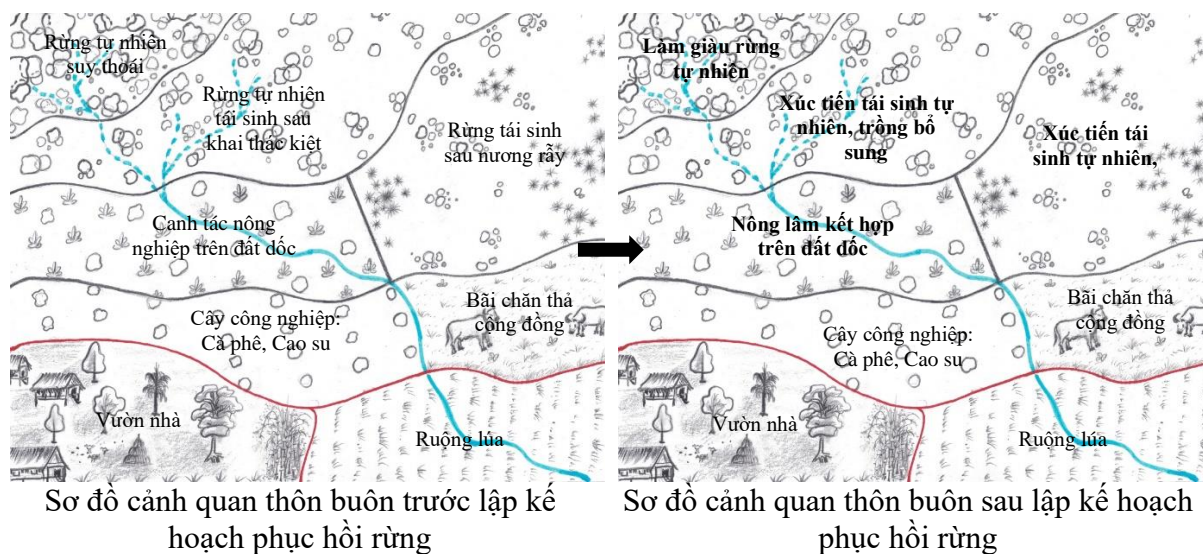 Rừng tự nhiên
suy thoái
Rừng tự nhiên
tái sinh sau
khai thác kiệt
Rừng tái sinh
sau nương rẫy
Canh tác nông
nghiệp trên đất dốc
Bãi chăn thả
cộng đồng
Cây công nghiệp:
Cà phê, Cao su
Vườn nhà
Ruộng lúa
Sơ đồ cảnh quan thôn buôn trước lập kế
hoạch phục hồi rừng
Làm giàu rừng
tự nhiên
Xúc tiến tái sinh tự
nhiên, trồng bổ
sung
Xúc tiến tái
sinh tự nhiên,
Nông lâm kết hợp
trên đất dốc
Bãi chăn thả
cộng đồng
Cây công nghiệp:
Cà phê, Cao su
Vườn nhà
Ruộng lúa
Sơ đồ cảnh quan thôn buôn sau lập kế hoạch
phục hồi rừng